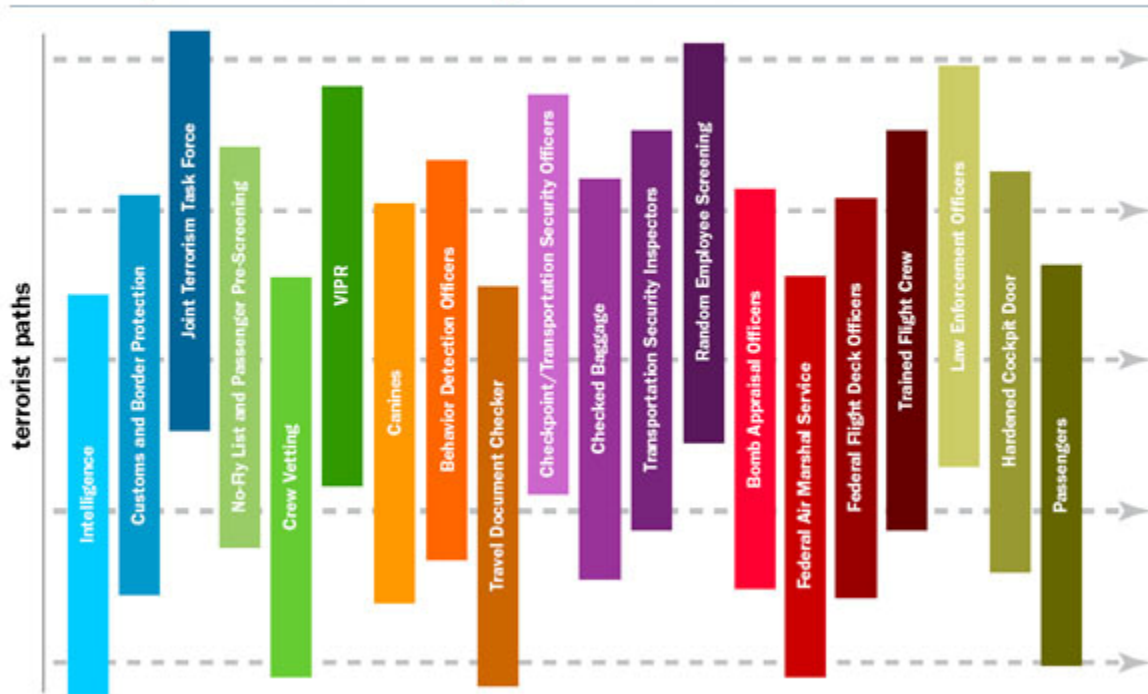 terrorist paths
Intelligence
Customs and Border Protection
Joint Terrorism Task Force
No-Fly List and Passenger Pre-Screening
Crew Vetting
VIPR
Canines
Behavior Detection Officers
Travel Document Checker
Checkpoint/Transportation Security Officers
Checked Baggage
Transportation Security Inspectors
Random Employee Screening
Bomb Appraisal Officers
Federal Air Marshal Service
Federal Flight Deck Officers
Trained Flight Crew
Law Enforcement Officers
Hardened Cockpit Door
Passengers